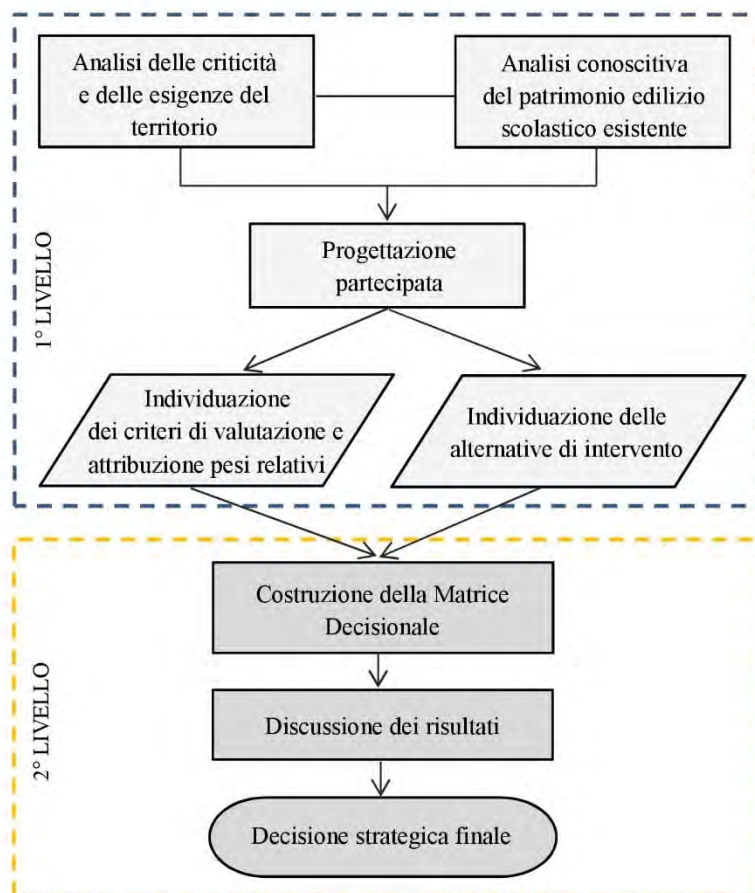 Analisi delle criticità
e delle esigenze del
territorio
Analisi conoscitiva
del patrimonio edilizio
scolastico esistente
1° LIVELLO
Progettazione
partecipata
Individuazione
dei criteri di valutazione e
attribuzione pesi relativi
Individuazione delle
alternative di intervento
2° LIVELLO
Costruzione della Matrice
Decisionale
Discussione dei risultati
Decisione strategica finale